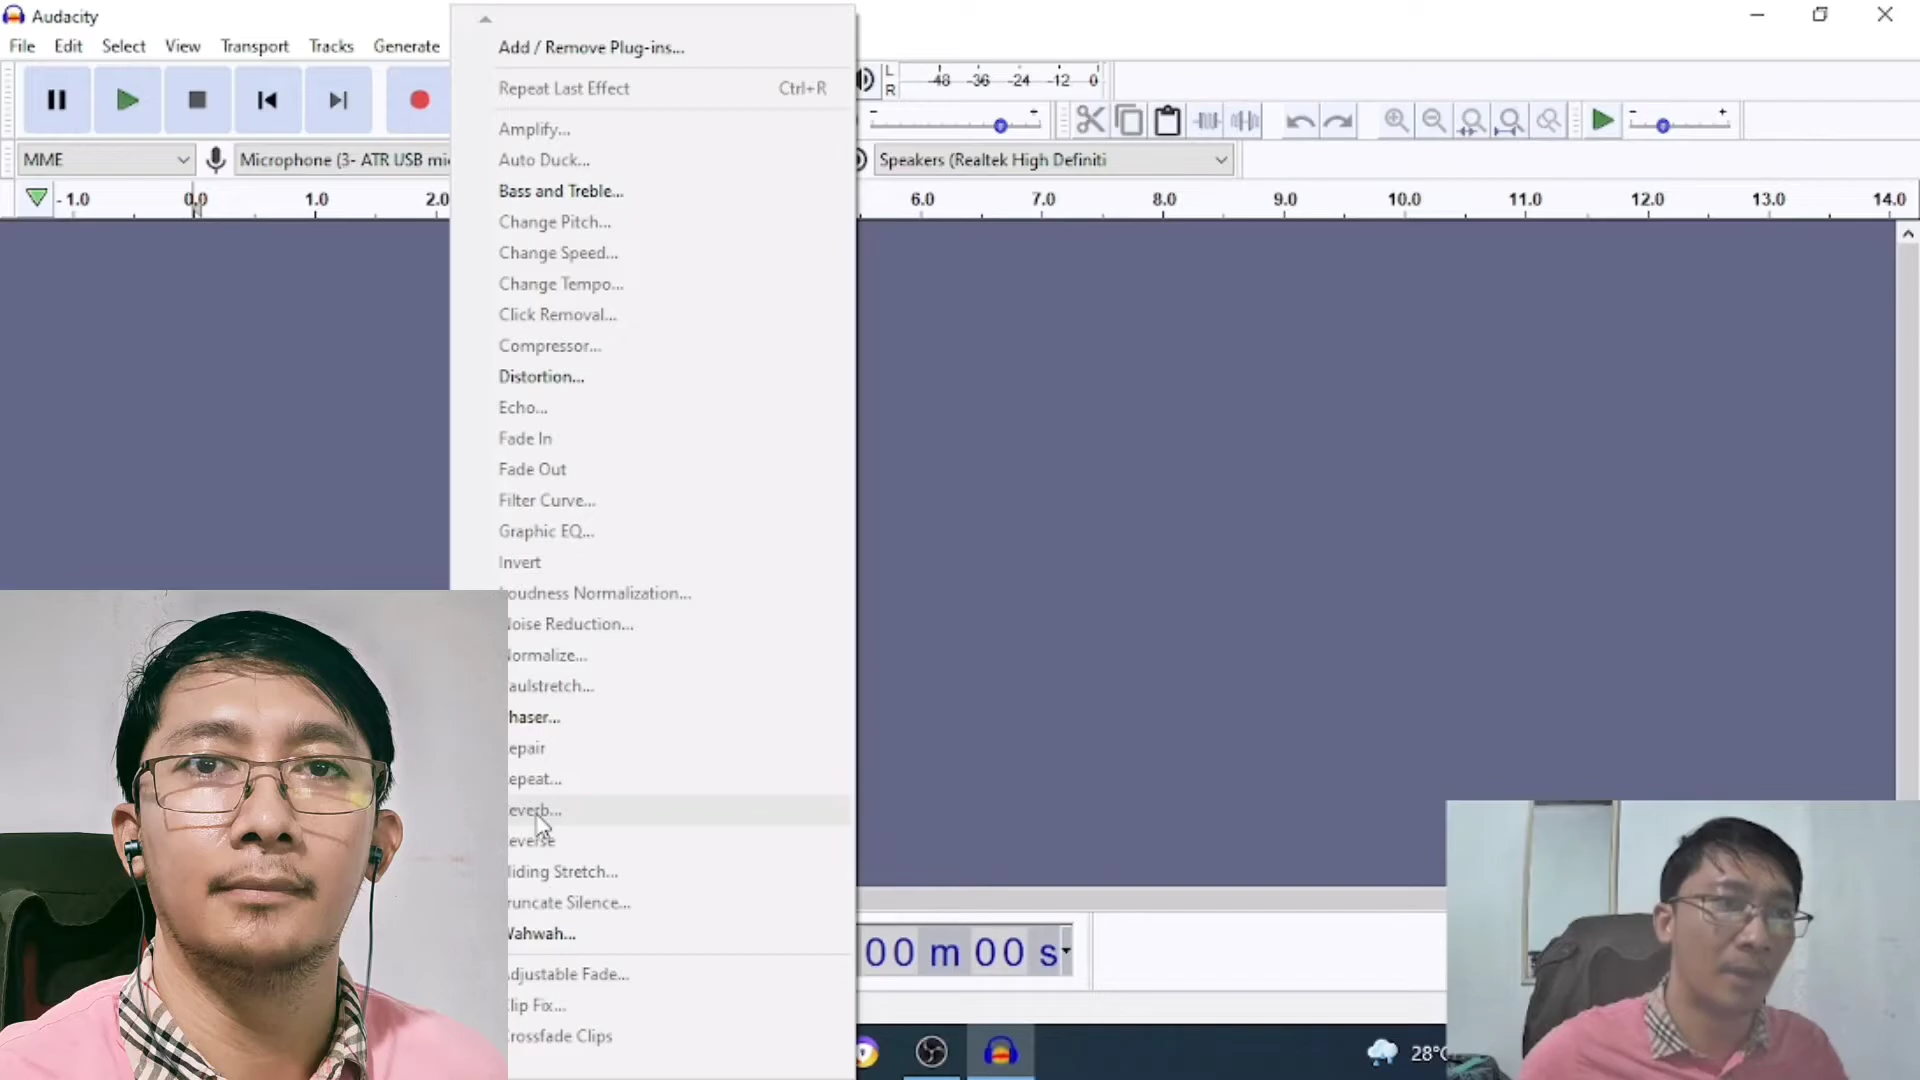 Audacity
File Edit Select View Transport Tracks Generate
Add / Remove Plug-ins...
Repeat Last Effect Ctrl+R
Amplify...
Auto Duck...
Bass and Treble...
Change Pitch...
Change Speed...
Change Tempo...
Click Removal...
Compressor...
Distortion...
Echo...
Fade In
Fade Out
Filter Curve...
Graphic EQ...
Invert
oudness Normalization...
oise Reduction...
ormalize...
aulstretch...
haser...
epair
epeat...
everb...
everse
liding Stretch...
runcate Silence...
Wahwah...
djustable Fade...
lip Fix...
rossfade Clips
L
R
-48 -36 -24 -12 0
- +
- +
MME
Microphone (3- ATR USB mi
Speakers (Realtek High Definiti
- 1.0 0.0 1.0 2.0 6.0 7.0 8.0 9.0 10.0 11.0 12.0 13.0 14.0
00 m 00 s
28°C